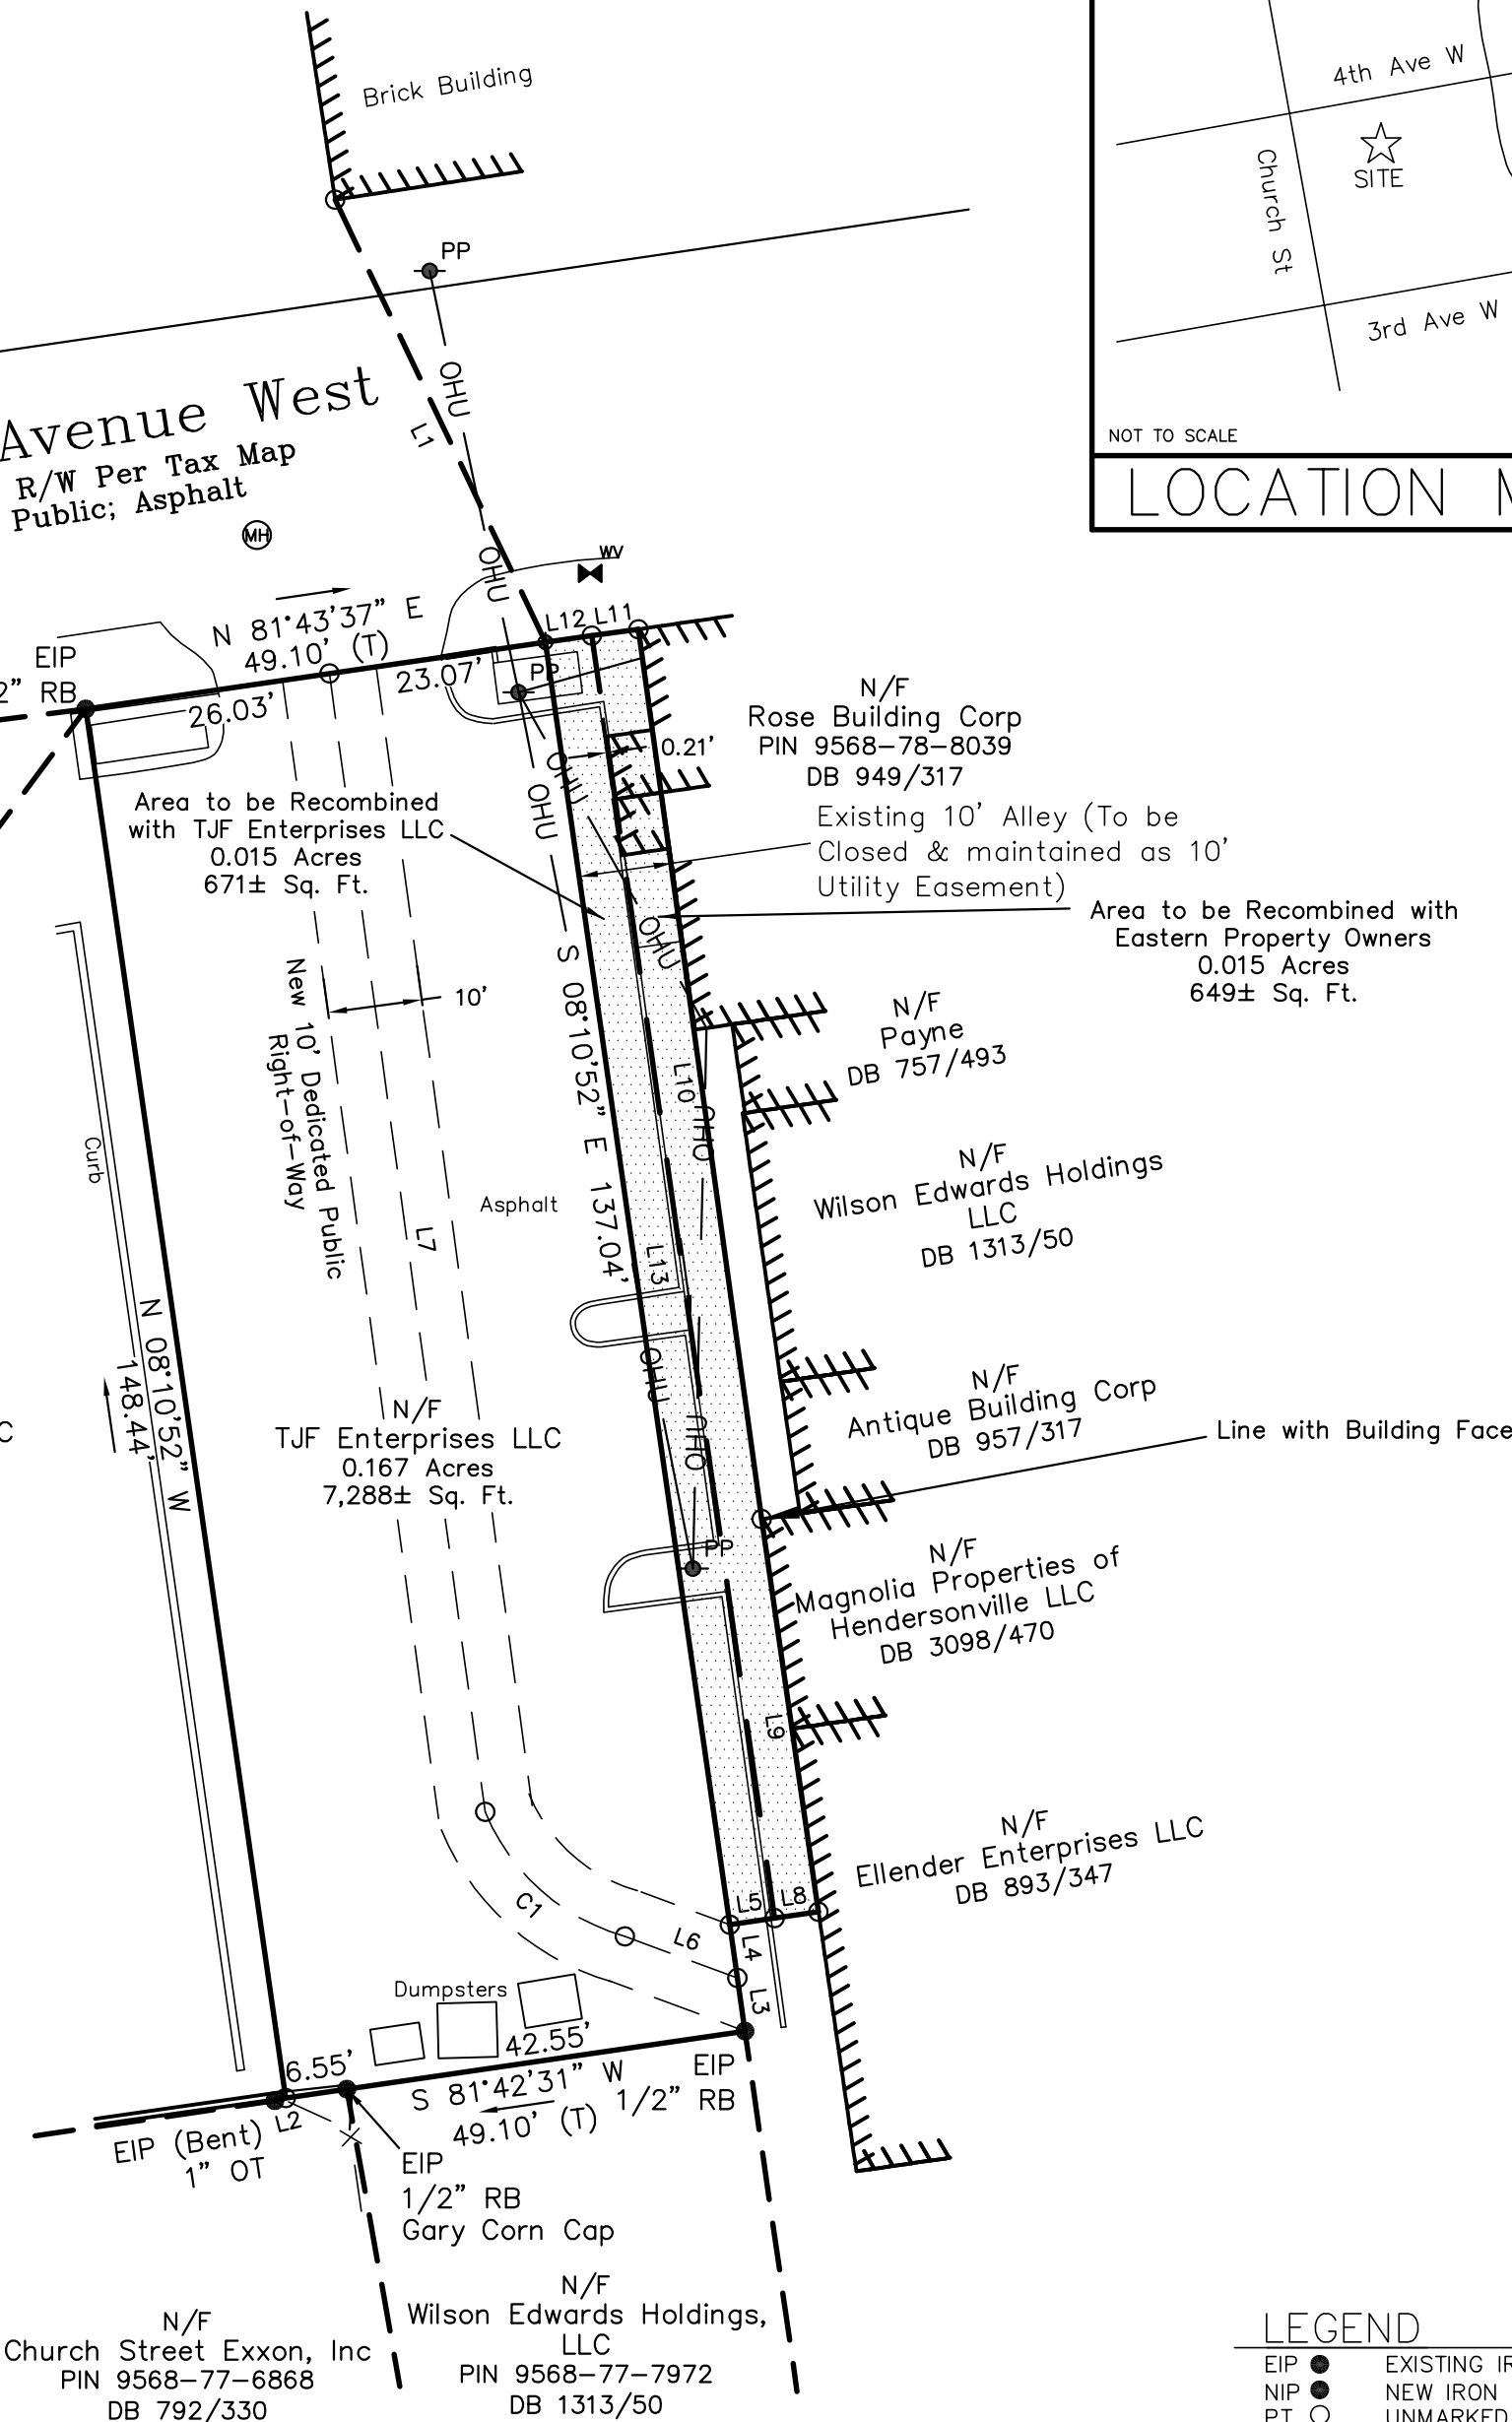 Brick Building
4th Ave W
Church St
SITE
3rd Ave W
NOT TO SCALE
LOCATION
PP
OHU
L1
Avenue West
R/W Per Tax Map
Public; Asphalt
MH
OHU
WV
N 81°43'37" E
49.10' (T)
L12
L11
EIP
2" RB
26.03'
23.07'
PP
0.21'
OHU
OHU
N/F
Rose Building Corp
PIN 9568-78-8039
DB 949/317
Area to be Recombined
with TJF Enterprises LLC
0.015 Acres
671± Sq. Ft.
Existing 10' Alley (To be
Closed & maintained as 10'
Utility Easement)
Area to be Recombined with
Eastern Property Owners
0.015 Acres
649± Sq. Ft.
OHU
S 08°10'52" E 137.04'
New 10' Dedicated Public
Right-of-Way
10'
N/F
Payne
DB 757/493
L10
OHU
Curb
Asphalt
L7
L13
N/F
Wilson Edwards Holdings
LLC
DB 1313/50
N 08°10'52" W
148.44'
OHU
OHU
N/F
TJF Enterprises LLC
0.167 Acres
7,288± Sq. Ft.
N/F
Antique Building Corp
DB 957/317
Line with Building Face
C
PP
N/F
Magnolia Properties of
Hendersonville LLC
DB 3098/470
L9
N/F
Ellender Enterprises LLC
DB 893/347
C1
L6
L5
L8
L4
L3
Dumpsters
42.55'
6.55'
S 81°42'31" W
49.10' (T)
EIP
1/2" RB
L2
EIP (Bent)
1" OT
EIP
1/2" RB
Gary Corn Cap
N/F
Church Street Exxon, Inc
PIN 9568-77-6868
DB 792/330
N/F
Wilson Edwards Holdings,
LLC
PIN 9568-77-7972
DB 1313/50
LEGEND
EIP EXISTING
NIP NEW IRON
PT UNMARKED